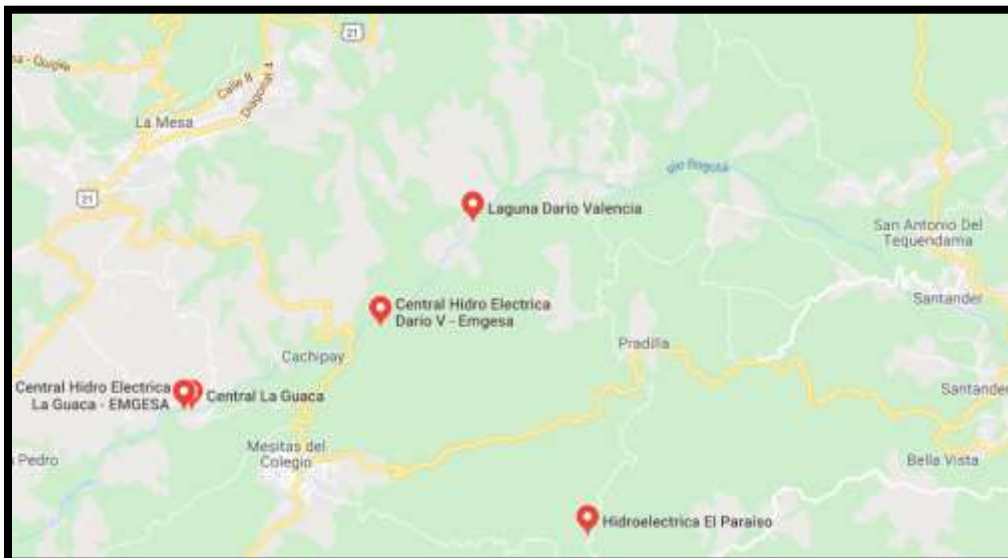 21
pa - Quipile
Calle 8
Diagonal 4
La Mesa
Río Bogotá
21
Laguna Dario Valencia
San Antonio Del
Tequendama
Santander
Central Hidro Electrica
Dario V - Emgesa
Pradilla
Cachipay
Central Hidro Electrica
La Guaca - EMGESA
Central La Guaca
Santander
Mesitas del
Colegio
Pedro
Bella Vista
Hidroelectrica El Paraiso